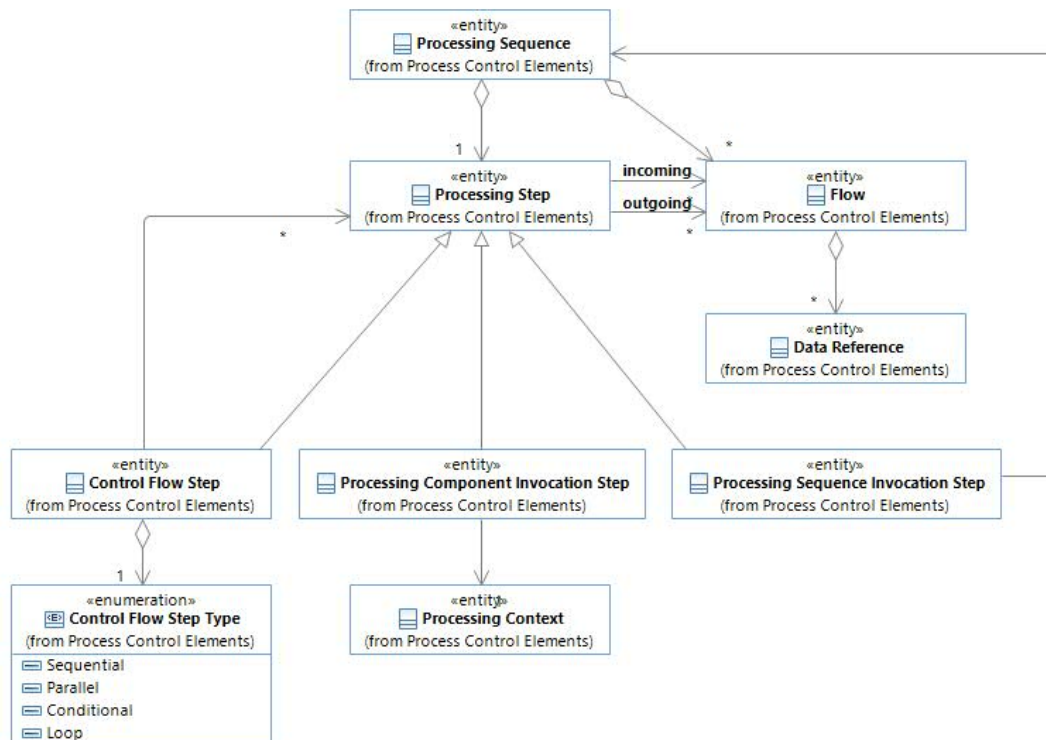 «entity»
Processing Sequence
(from Process Control Elements)
1
*
«entity»
Processing Step
(from Process Control Elements)
incoming
*
outgoing
*
«entity»
Flow
(from Process Control Elements)
*
*
«entity»
Data Reference
(from Process Control Elements)
«entity»
Control Flow Step
(from Process Control Elements)
«entity»
Processing Component Invocation Step
(from Process Control Elements)
«entity»
Processing Sequence Invocation Step
(from Process Control Elements)
1
«enumeration»
<E> Control Flow Step Type
(from Process Control Elements)
Sequential
Parallel
Conditional
Loop
«entity»
1
Processing Context
(from Process Control Elements)